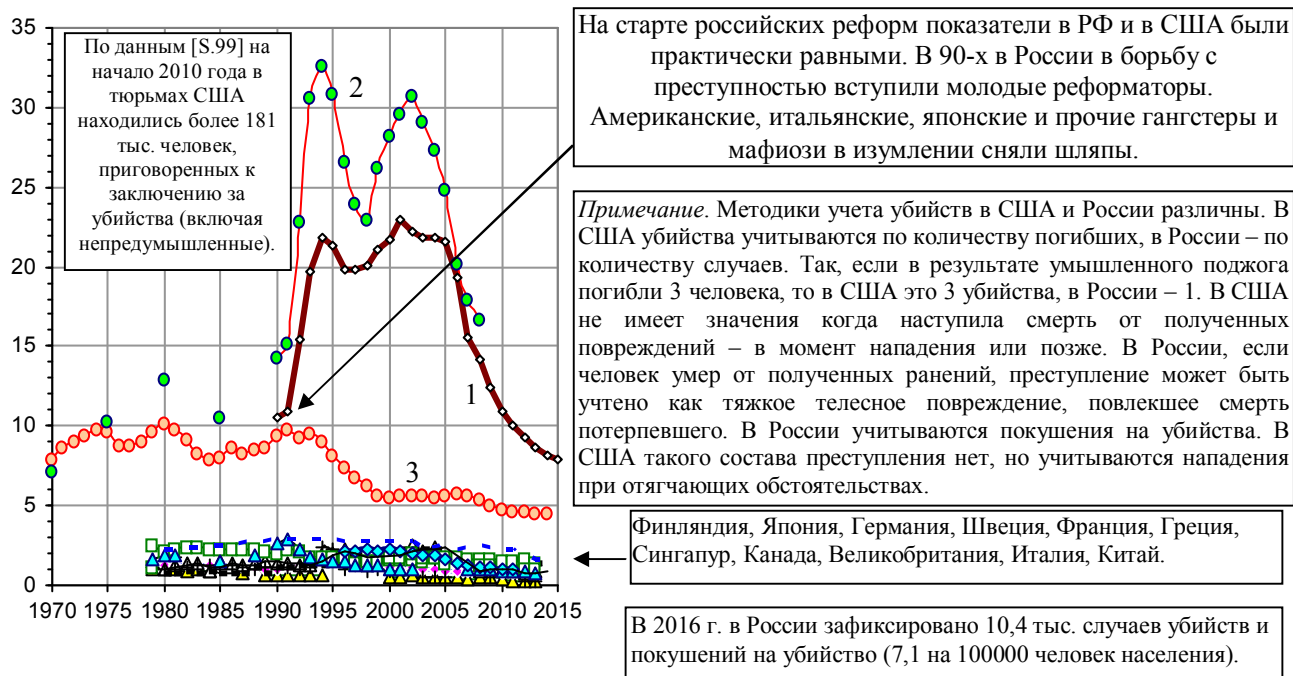 35
30
25
20
15
10
5
0
1970 1975 1980 1985 1990 1995 2000 2005 2010 2015
По данным [S.99] на
начало 2010 года в
тюрьмах США
находились более 181
тыс. человек,
приговоренных к
заключению за
убийства (включая
непредумышленные).
2
1
3
На старте российских реформ показатели в РФ и в США были
практически равными. В 90-х в России в борьбу с
преступностью вступили молодые реформаторы.
Американские, итальянские, японские и прочие гангстеры и
мафиози в изумлении сняли шляпы.
Примечание. Методики учета убийств в США и России различны. В
США убийства учитываются по количеству погибших, в России – по
количеству случаев. Так, если в результате умышленного поджога
погибли 3 человека, то в США это 3 убийства, в России – 1. В США
не имеет значения когда наступила смерть от полученных
повреждений – в момент нападения или позже. В России, если
человек умер от полученных ранений, преступление может быть
учтено как тяжкое телесное повреждение, повлекшее смерть
потерпевшего. В России учитываются покушения на убийства. В
США такого состава преступления нет, но учитываются нападения
при отягчающих обстоятельствах.
Финляндия, Япония, Германия, Швеция, Франция, Греция,
Сингапур, Канада, Великобритания, Италия, Китай.
В 2016 г. в России зафиксировано 10,4 тыс. случаев убийств и
покушений на убийство (7,1 на 100000 человек населения).